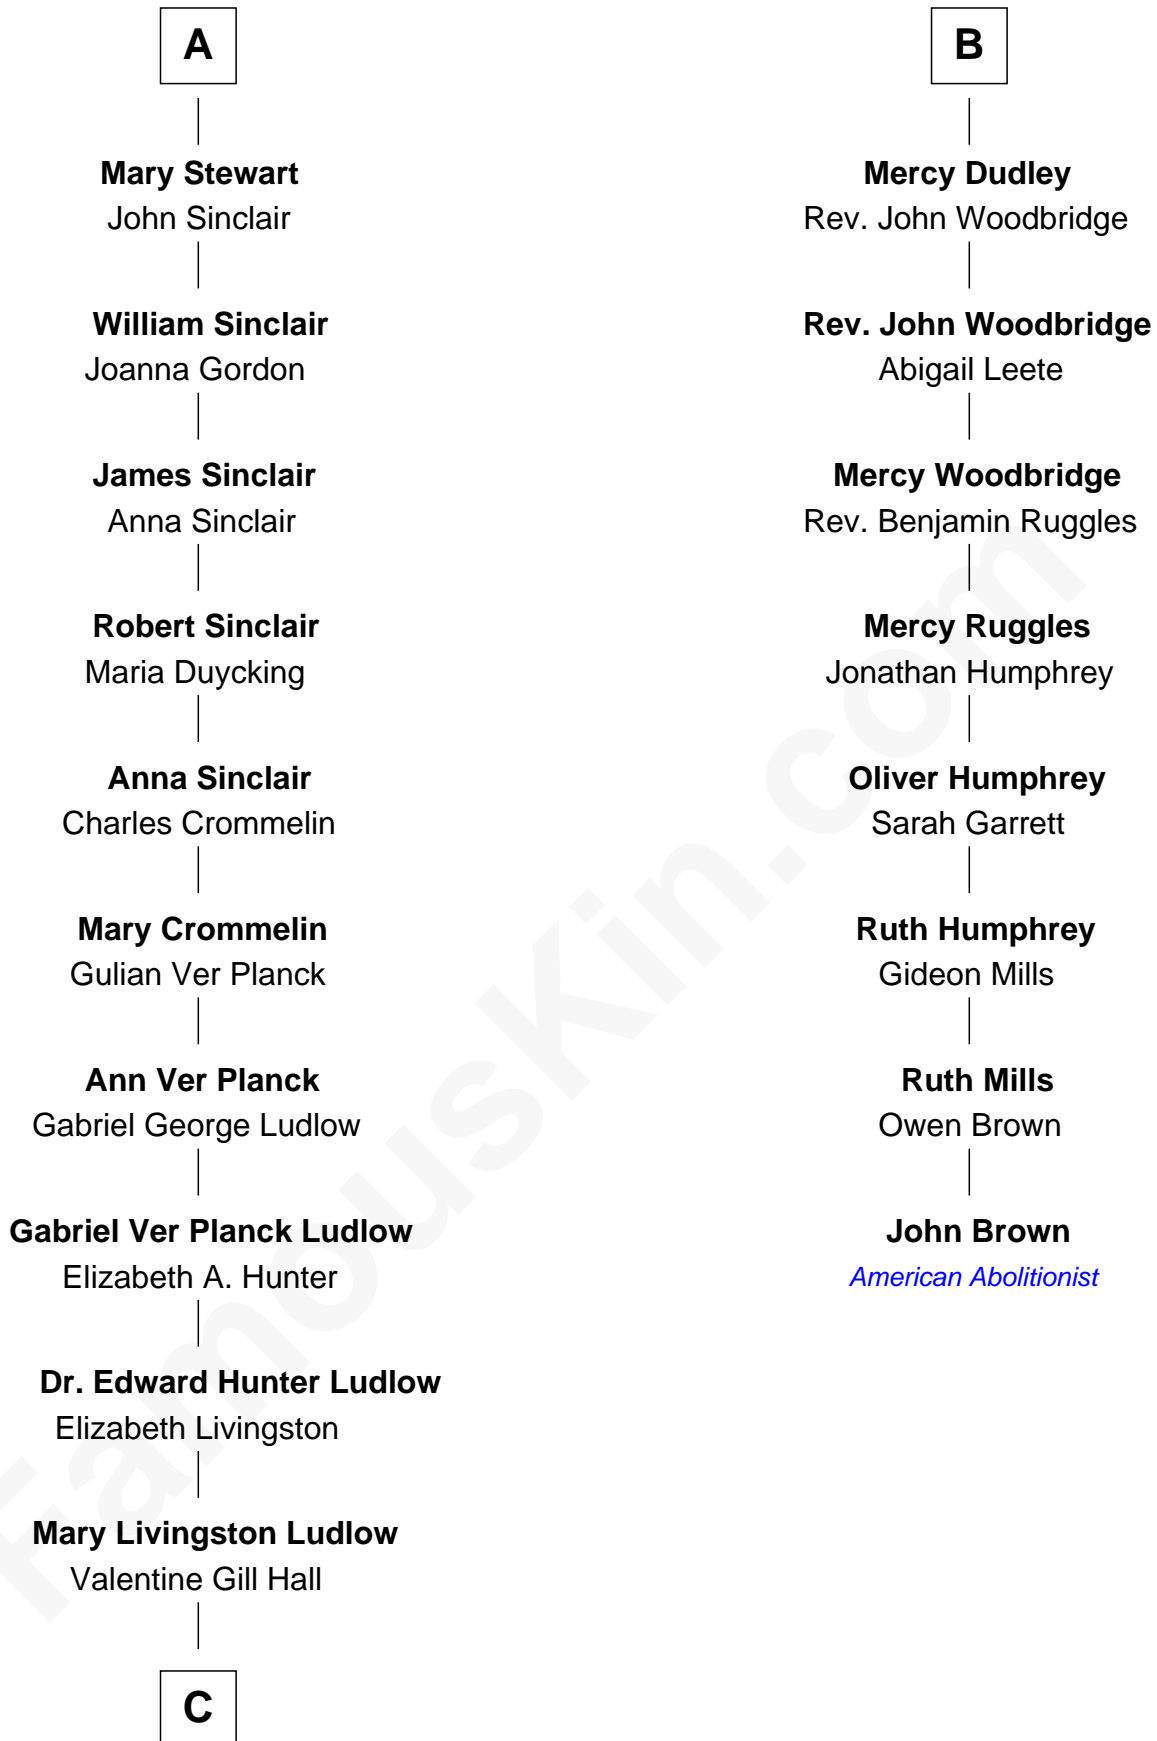 A
Mary Stewart
John Sinclair
William Sinclair
Joanna Gordon
James Sinclair
Anna Sinclair
Robert Sinclair
Maria Duycking
Anna Sinclair
Charles Crommelin
Mary Crommelin
Gulian Ver Planck
Ann Ver Planck
Gabriel George Ludlow
Gabriel Ver Planck Ludlow
Elizabeth A. Hunter
Dr. Edward Hunter Ludlow
Elizabeth Livingston
Mary Livingston Ludlow
Valentine Gill Hall
C
B
Mercy Dudley
Rev. John Woodbridge
Rev. John Woodbridge
Abigail Leete
Mercy Woodbridge
Rev. Benjamin Ruggles
Mercy Ruggles
Jonathan Humphrey
Oliver Humphrey
Sarah Garrett
Ruth Humphrey
Gideon Mills
Ruth Mills
Owen Brown
John Brown
American Abolitionist
FamousKin.com